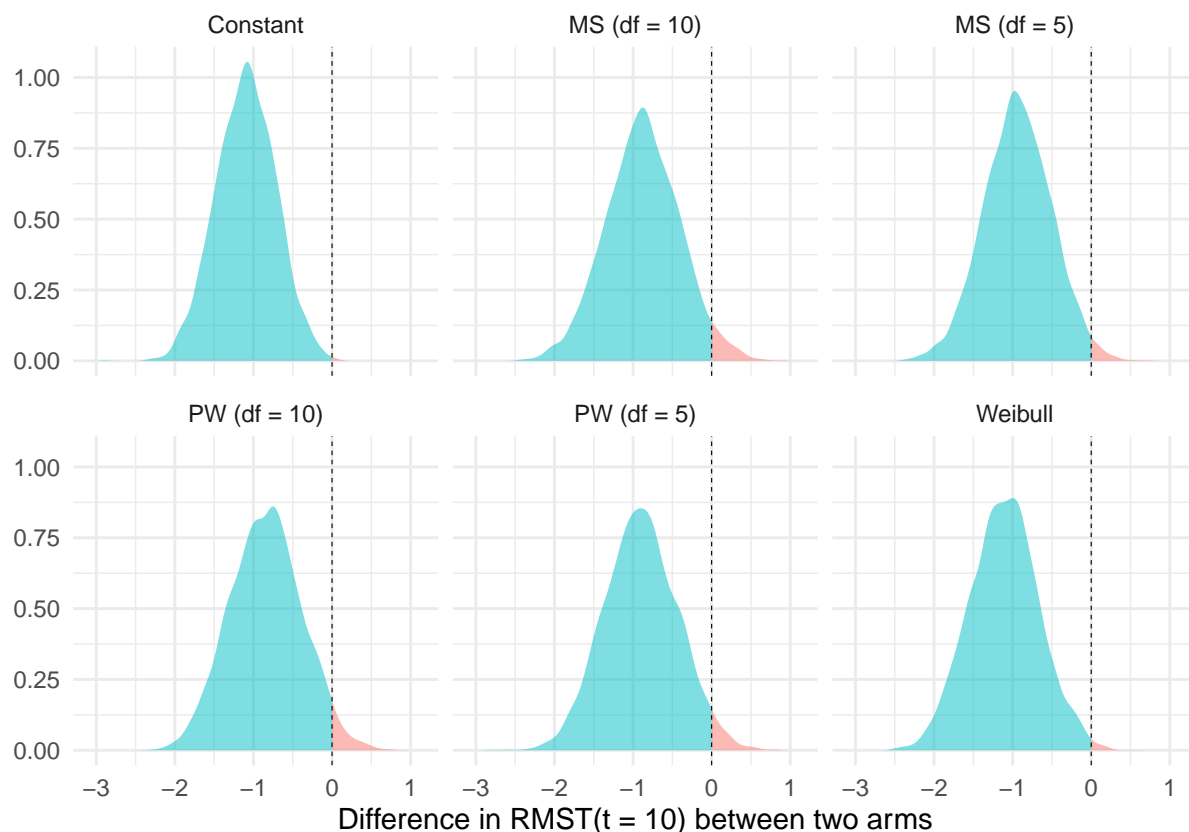 Constant MS (df = 10) MS (df = 5)
1.00
0.75
0.50
0.25
0.00
PW (df = 10) PW (df = 5) Weibull
1.00
0.75
0.50
0.25
0.00
−3 −2 −1 0 1 −3 −2 −1 0 1 −3 −2 −1 0 1
Difference in RMST(t = 10) between two arms